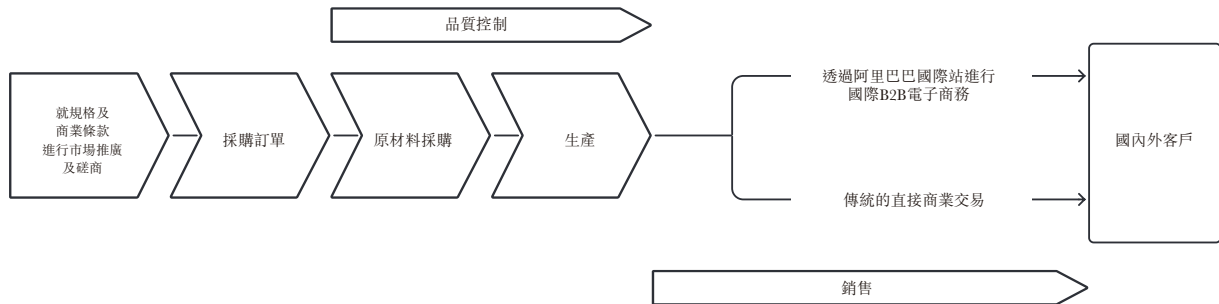 品質控制
就規格及
商業條款
進行市場推廣
及磋商
採購訂單
原材料採購
生產
透過阿里巴巴國際站進行
國際B2B電子商務
傳統的直接商業交易
國內外客戶
銷售